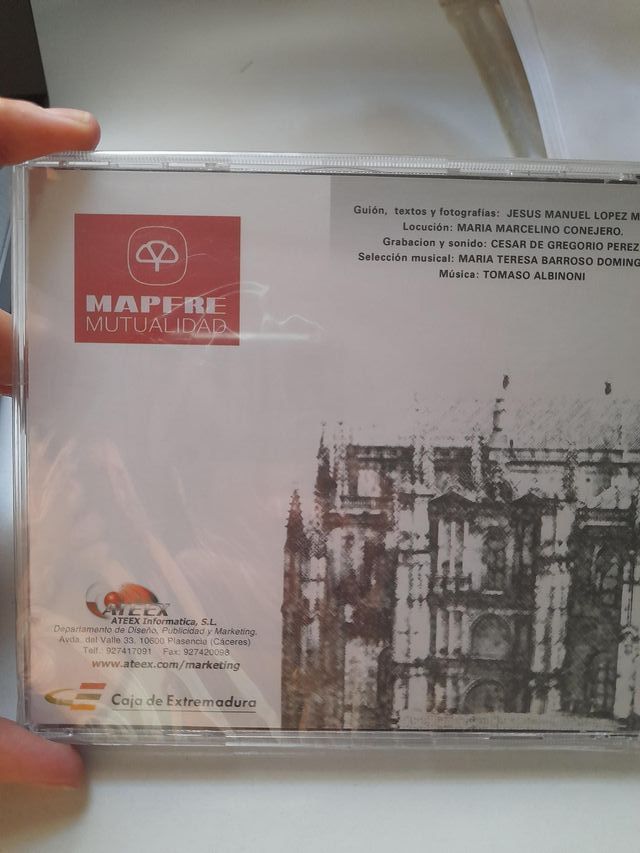 MAPFRE
MUTUALIDAD
Guión, textos y fotografías: JESUS MANUEL LOPEZ M
Locución: MARIA MARCELINO CONEJERO.
Grabacion y sonido: CESAR DE GREGORIO PEREZ
Selección musical: MARIA TERESA BARROSO DOMING
Música: TOMASO ALBINONI
ATEEX
ATEEX Informatica, S.L.
Departamento de Diseño, Publicidad y Marketing.
Avda. del Valle 33. 10600 Plasencia (Cáceres)
Telf.: 927417091 Fax: 927420098
www.ateex.com/marketing
Caja de Extremadura